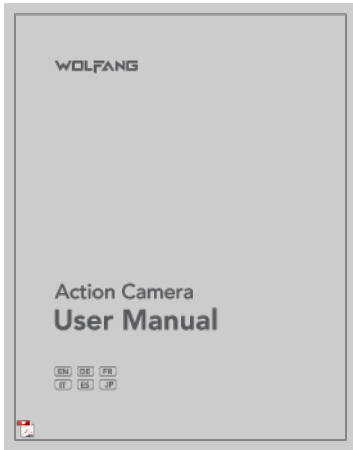 WOLFANG
Action Camera
User Manual
EN DE FR
IT ES JP